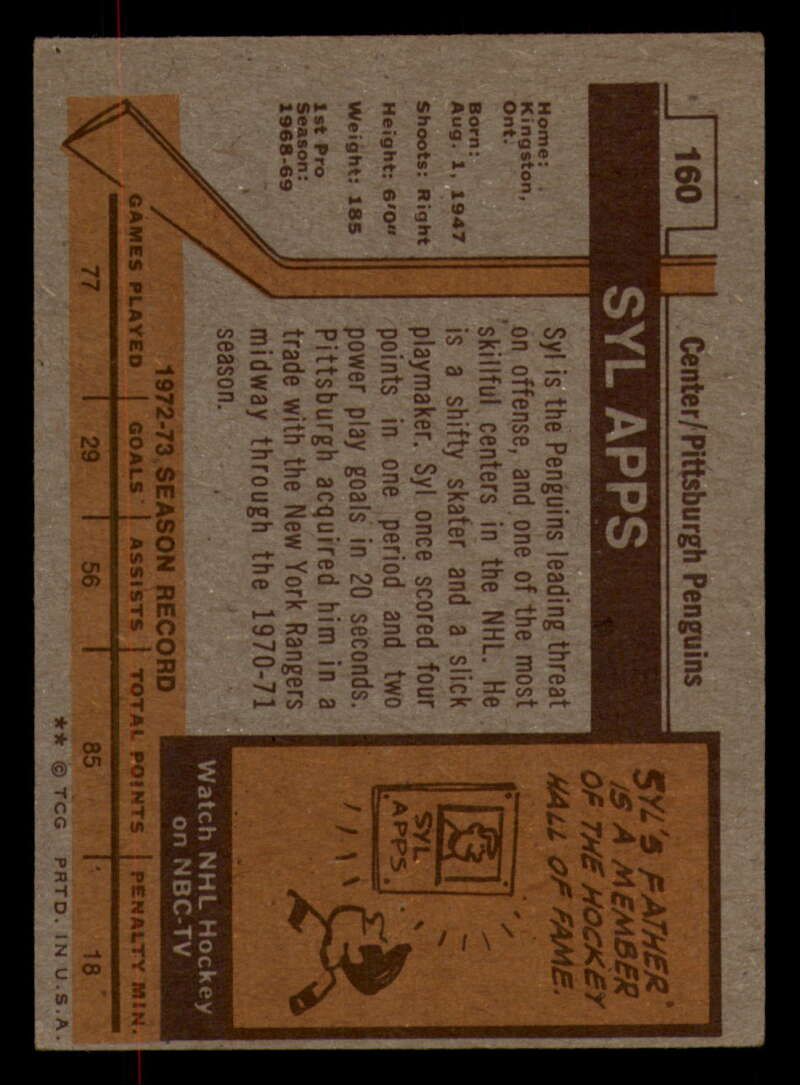 160
Center/Pittsburgh Penguins
SYL APPS
Home:
Kingston,
Ont.
Born:
Aug. 1, 1947
Shoots: Right
Height: 6'0"
Weight: 185
1st Pro
Season:
1968-69
Syl is the Penguins leading threat
on offense, and one of the most
skillful centers in the NHL. He
is a shifty skater and a slick
playmaker. Syl once scored four
points in one period and two
power play goals in 20 seconds.
Pittsburgh acquired him in a
trade with the New York Rangers
midway through the 1970-71
season.
SYL'S FATHER
IS A MEMBER
OF THE HOCKEY
HALL OF FAME.
SYL
APPS
Watch NHL Hockey
on NBC-TV
1972-73 SEASON RECORD
GAMES PLAYED GOALS ASSISTS TOTAL POINTS PENALTY MIN.
77 29 56 85 18
** © TCG PRTD. IN U.S.A.